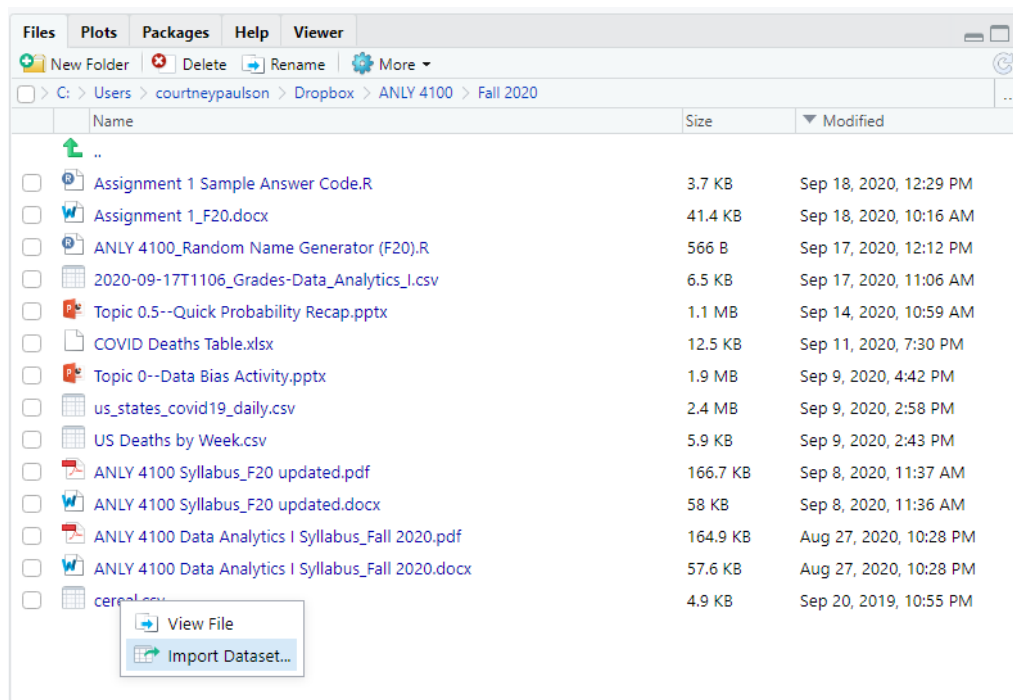 Files Plots Packages Help Viewer
New Folder Delete Rename More
C: > Users > courtneypaulson > Dropbox > ANLY 4100 > Fall 2020 ...
Name Size Modified
..
Assignment 1 Sample Answer Code.R 3.7 KB Sep 18, 2020, 12:29 PM
Assignment 1_F20.docx 41.4 KB Sep 18, 2020, 10:16 AM
ANLY 4100_Random Name Generator (F20).R 566 B Sep 17, 2020, 12:12 PM
2020-09-17T1106_Grades-Data_Analytics_I.csv 6.5 KB Sep 17, 2020, 11:06 AM
Topic 0.5--Quick Probability Recap.pptx 1.1 MB Sep 14, 2020, 10:59 AM
COVID Deaths Table.xlsx 12.5 KB Sep 11, 2020, 7:30 PM
Topic 0--Data Bias Activity.pptx 1.9 MB Sep 9, 2020, 4:42 PM
us_states_covid19_daily.csv 2.4 MB Sep 9, 2020, 2:58 PM
US Deaths by Week.csv 5.9 KB Sep 9, 2020, 2:43 PM
ANLY 4100 Syllabus_F20 updated.pdf 166.7 KB Sep 8, 2020, 11:37 AM
ANLY 4100 Syllabus_F20 updated.docx 58 KB Sep 8, 2020, 11:36 AM
ANLY 4100 Data Analytics I Syllabus_Fall 2020.pdf 164.9 KB Aug 27, 2020, 10:28 PM
ANLY 4100 Data Analytics I Syllabus_Fall 2020.docx 57.6 KB Aug 27, 2020, 10:28 PM
cereal.csv 4.9 KB Sep 20, 2019, 10:55 PM
View File
Import Dataset...